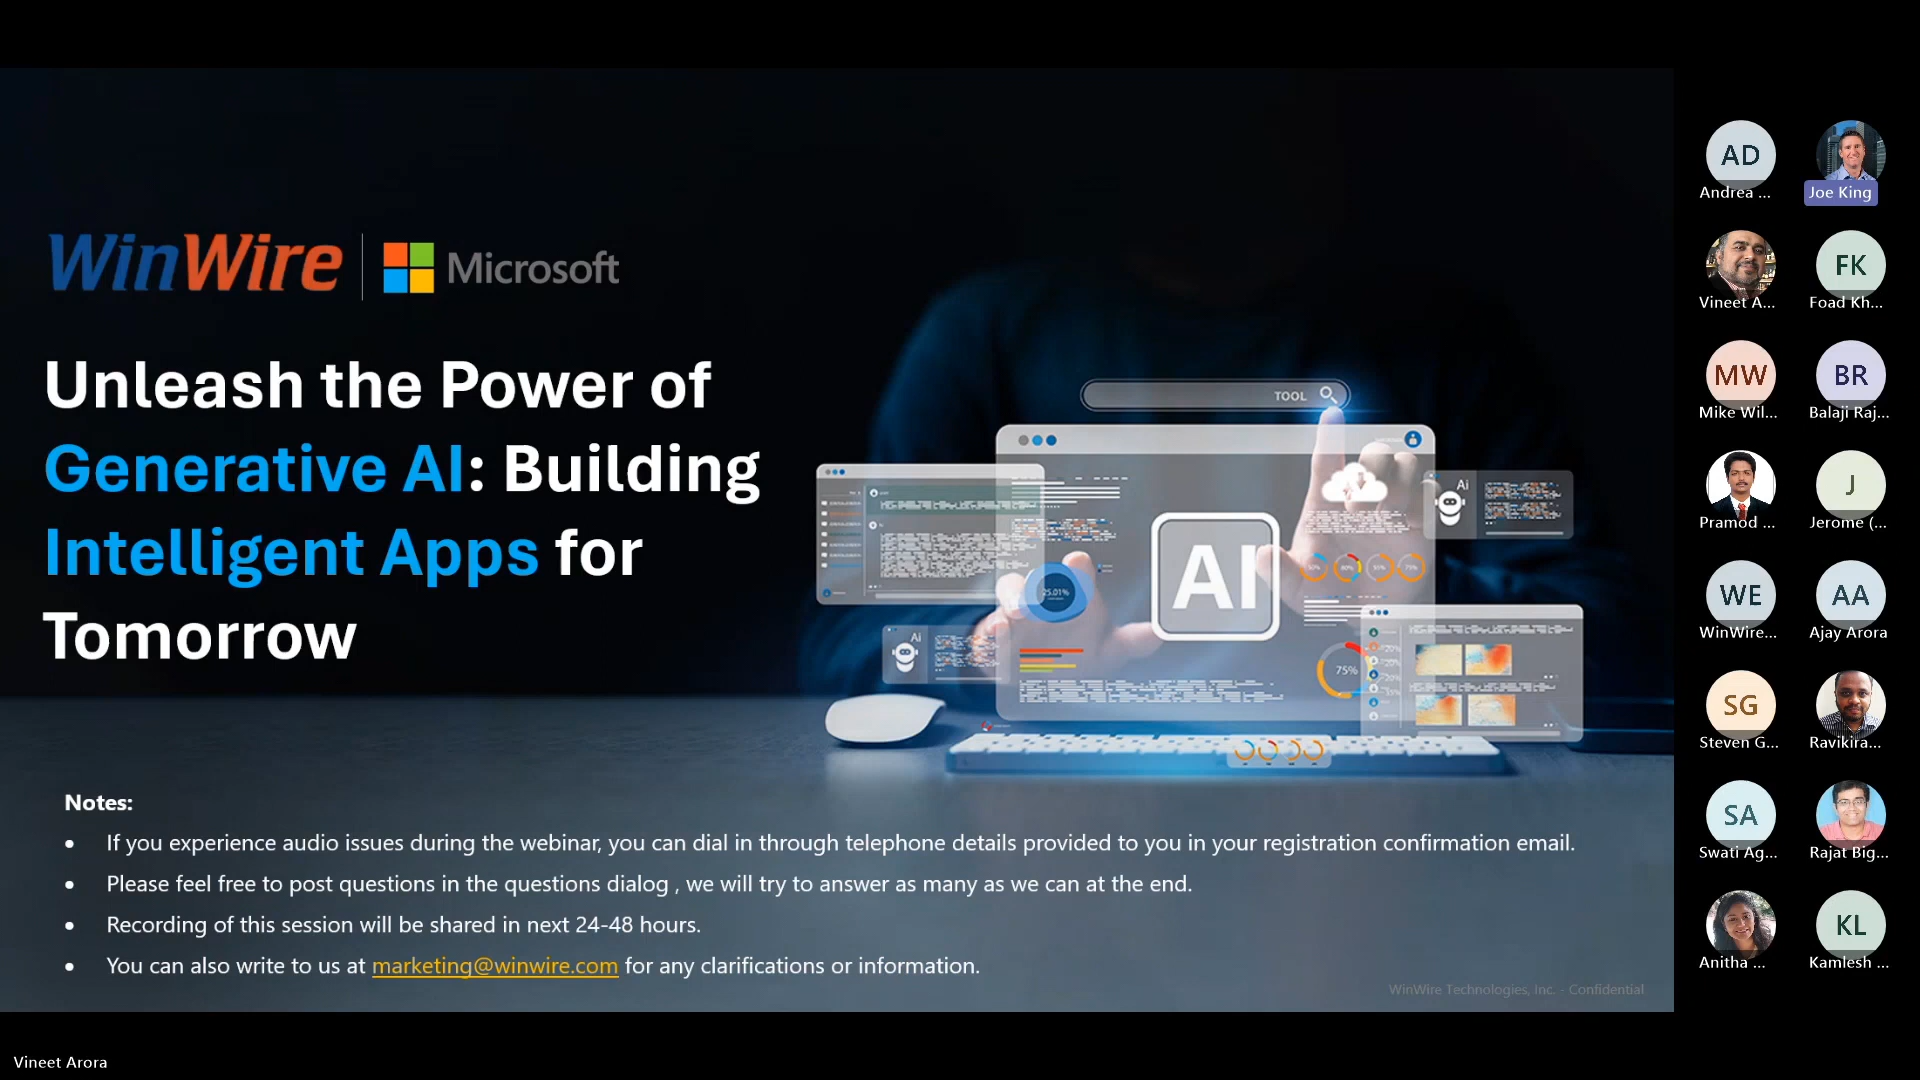 WinWire
Microsoft
Unleash the Power of
Generative AI: Building
Intelligent Apps for
Tomorrow
TOOL
Ai
AI
25.01%
Ai
75%
Notes:
• If you experience audio issues during the webinar, you can dial in through telephone details provided to you in your registration confirmation email.
• Please feel free to post questions in the questions dialog , we will try to answer as many as we can at the end.
• Recording of this session will be shared in next 24-48 hours.
• You can also write to us at marketing@winwire.com for any clarifications or information.
WinWire Technologies, Inc. - Confidential
AD
Andrea ...
Joe King
Vineet A...
FK
Foad Kh...
MW
Mike Wil...
BR
Balaji Raj...
Pramod ...
J
Jerome (...
WE
WinWire...
AA
Ajay Arora
SG
Steven G...
Ravikira...
SA
Swati Ag...
Rajat Big...
Anitha ...
KL
Kamlesh ...
Vineet Arora